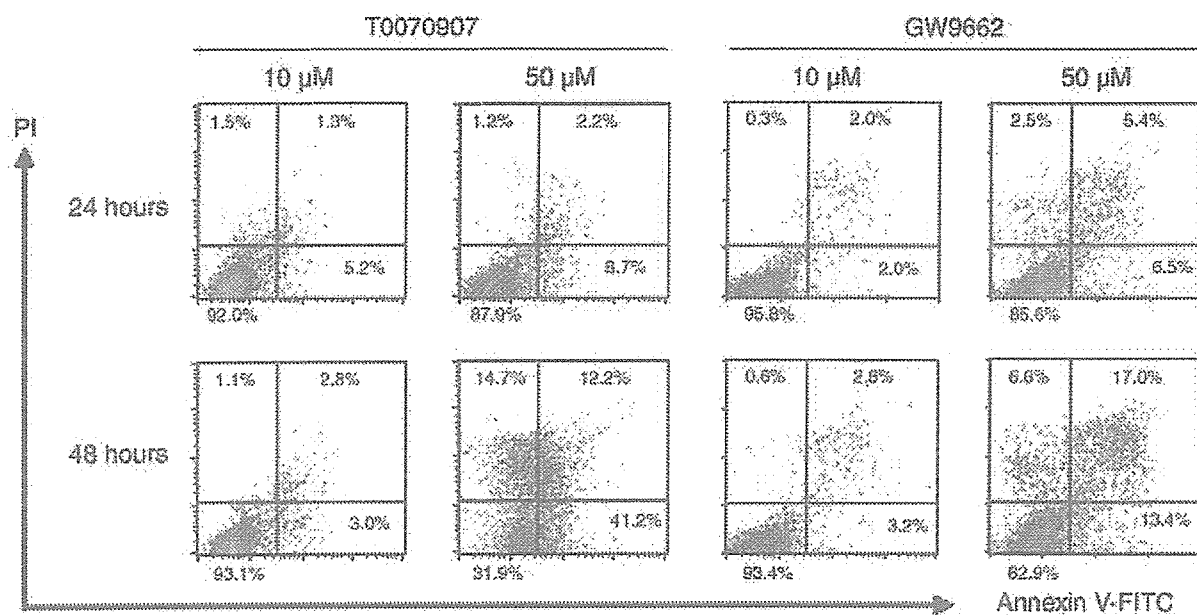 T0070907 GW9662
10 µM 50 µM 10 µM 50 µM
PI
1.5% 1.3% 1.2% 2.2% 0.3% 2.0% 2.5% 5.4%
24 hours
5.2% 8.7% 2.0% 6.5%
92.0% 87.9% 95.8% 85.6%
1.1% 2.8% 14.7% 12.2% 0.6% 2.8% 6.6% 17.0%
48 hours
3.0% 41.2% 3.2% 13.4%
93.1% 31.9% 93.4% 62.9%
Annexin V-FITC